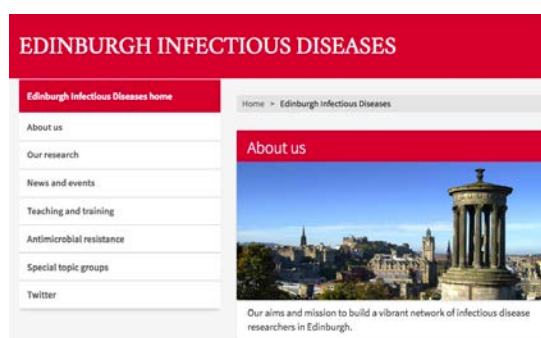 EDINBURGH INFECTIOUS DISEASES
Edinburgh Infectious Diseases home
About us
Our research
News and events
Teaching and training
Antimicrobial resistance
Special topic groups
Twitter
Home > Edinburgh Infectious Diseases
About us
Our aims and mission to build a vibrant network of infectious disease
researchers in Edinburgh.